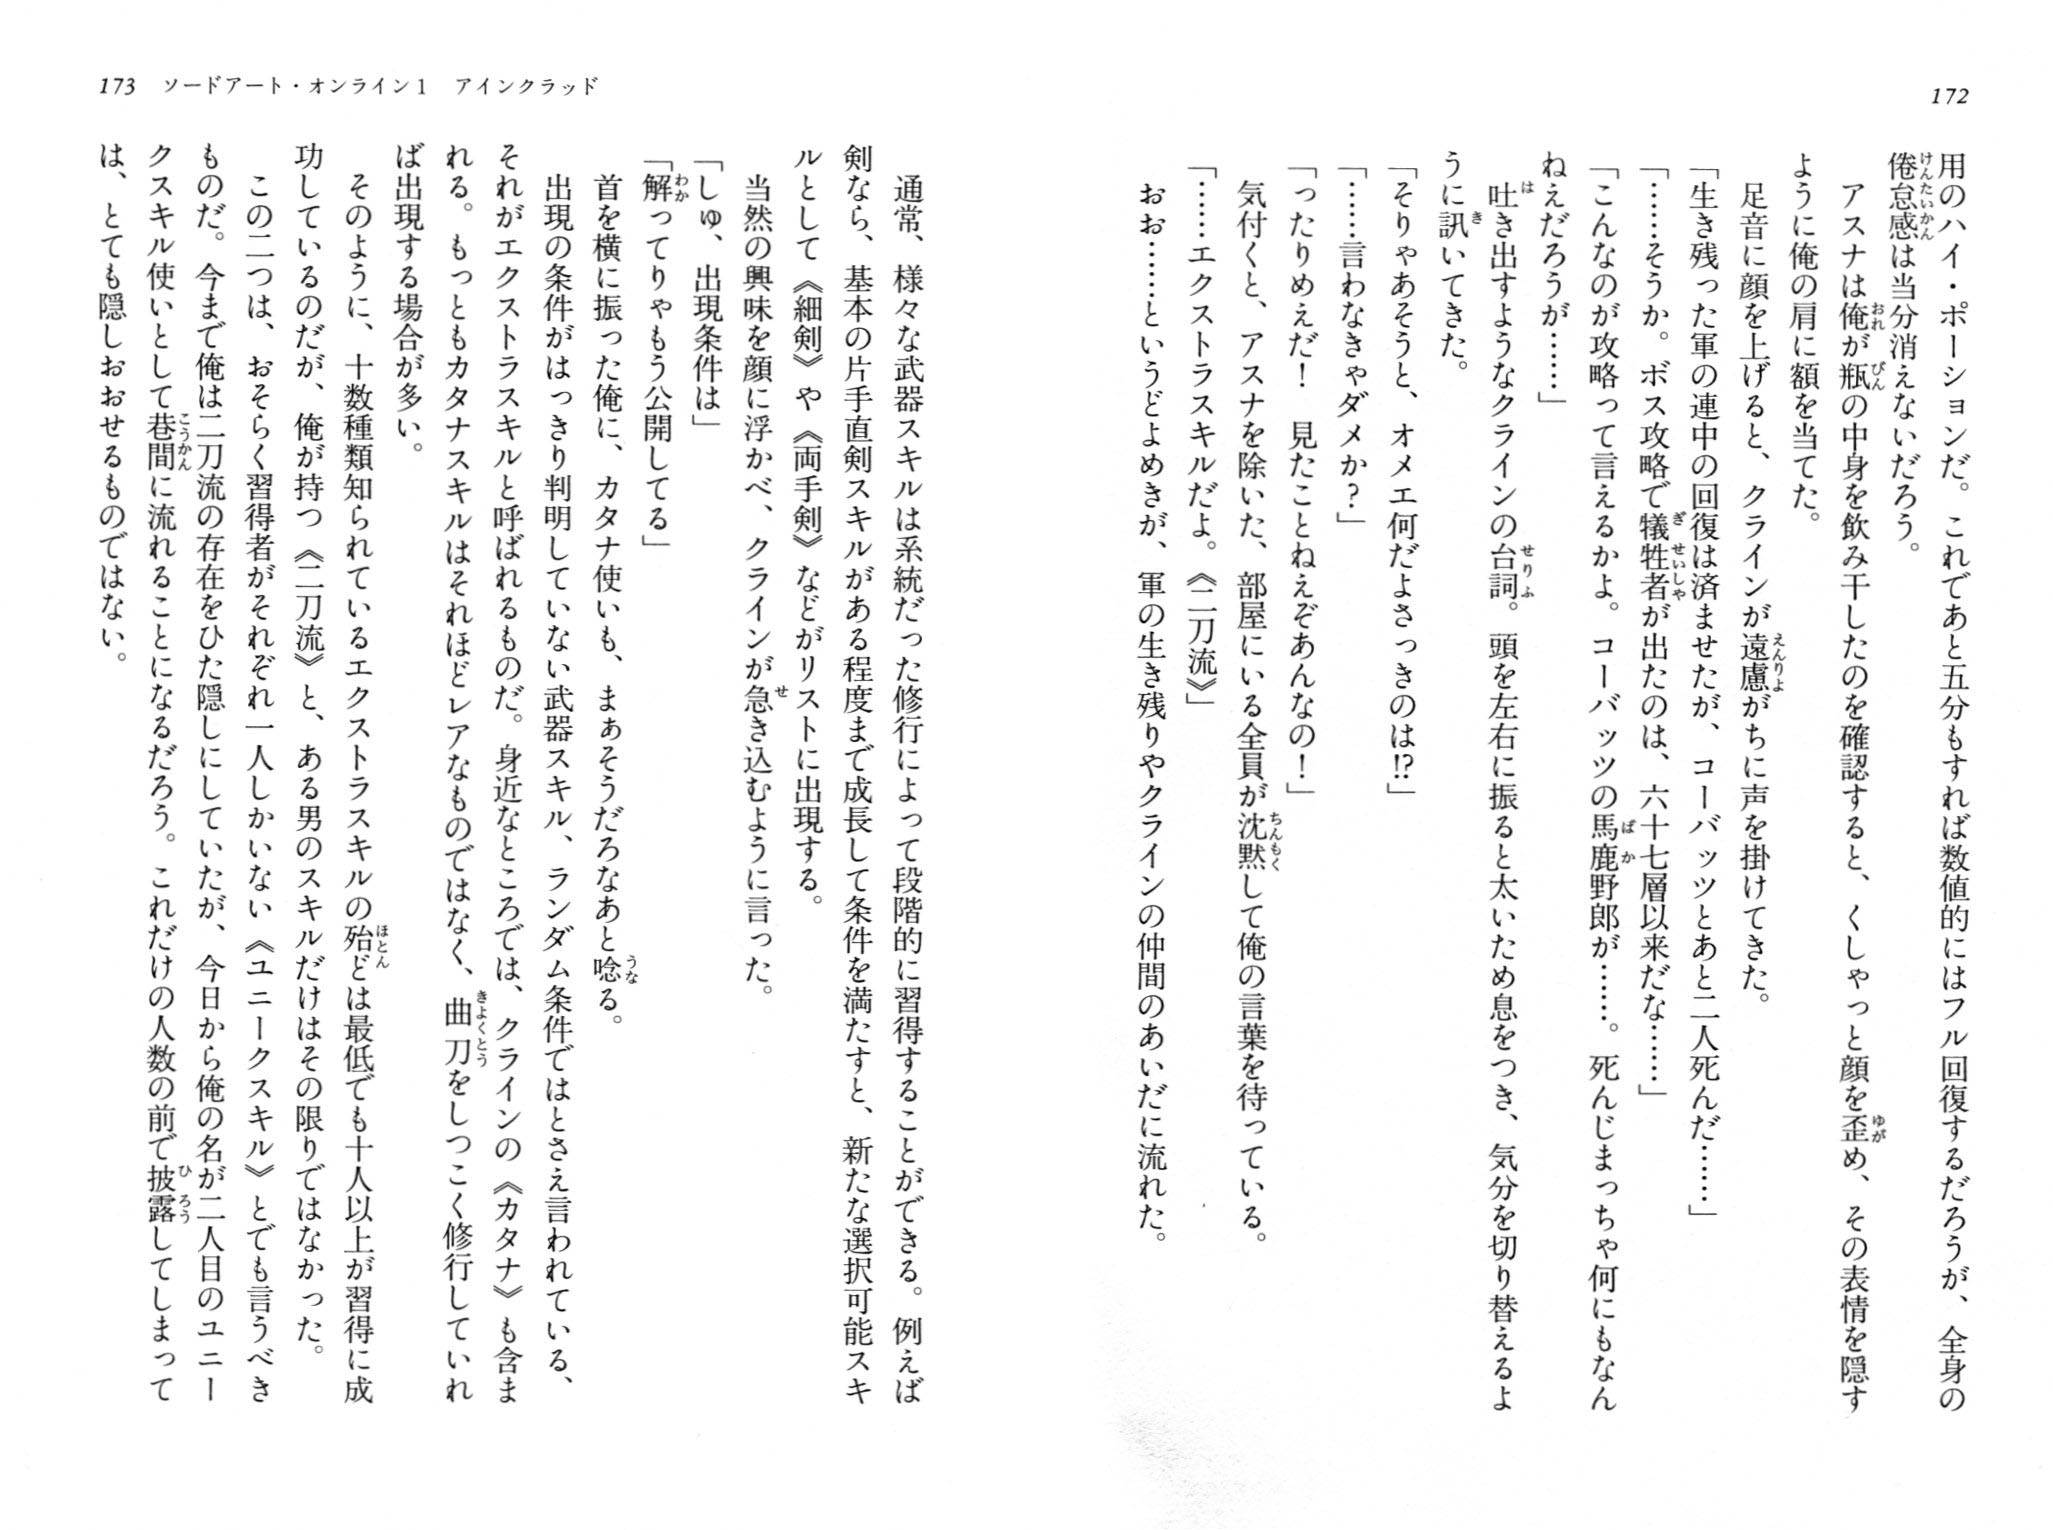 172
用のハイ・ポーションだ。これであと五分もすれば数値的にはフル回復するだろうが、全身の
倦怠感は当分消えないだろう。
アスナは俺が瓶の中身を飲み干したのを確認すると、くしゃっと顔を歪め、その表情を隠す
ように俺の肩に額を当てた。
足音に顔を上げると、クラインが遠慮がちに声を掛けてきた。
「生き残った軍の連中の回復は済ませたが、コーバッツとあと二人死んだ……」
「……そうか。ボス攻略で犠牲者が出たのは、六十七層以来だな……」
「こんなのが攻略って言えるかよ。コーバッツの馬鹿野郎が……。死んじまっちゃ何にもなん
ねえだろうが……」
吐き出すようなクラインの台詞。頭を左右に振ると太いため息をつき、気分を切り替えるよ
うに訊いてきた。
「そりゃあそうと、オメエ何だよさっきのは!?」
「……言わなきゃダメか?」
「ったりめえだ! 見たことねえぞあんなの!」
気付くと、アスナを除いた、部屋にいる全員が沈黙して俺の言葉を待っている。
「……エクストラスキルだよ。《二刀流》」
おお……というどよめきが、軍の生き残りやクラインの仲間のあいだに流れた。
173 ソードアート・オンライン1 アインクラッド
通常、様々な武器スキルは系統だった修行によって段階的に習得することができる。例えば
剣なら、基本の片手直剣スキルがある程度まで成長して条件を満たすと、新たな選択可能スキ
ルとして《細剣》や《両手剣》などがリストに出現する。
当然の興味を顔に浮かべ、クラインが急き込むように言った。
「しゅ、出現条件は」
「解ってりゃもう公開してる」
首を横に振った俺に、カタナ使いも、まぁそうだろなあと唸る。
出現の条件がはっきり判明していない武器スキル、ランダム条件ではとさえ言われている、
それがエクストラスキルと呼ばれるものだ。身近なところでは、クラインの《カタナ》も含ま
れる。もっともカタナスキルはそれほどレアなものではなく、曲刀をしつこく修行していれ
ば出現する場合が多い。
そのように、十数種類知られているエクストラスキルの殆どは最低でも十人以上が習得に成
功しているのだが、俺が持つ《二刀流》と、ある男のスキルだけはその限りではなかった。
この二つは、おそらく習得者がそれぞれ一人しかいない《ユニークスキル》とでも言うべき
ものだ。今まで俺は二刀流の存在をひた隠しにしていたが、今日から俺の名が二人目のユニー
クスキル使いとして巷間に流れることになるだろう。これだけの人数の前で披露してしまって
は、とても隠しおおせるものではない。